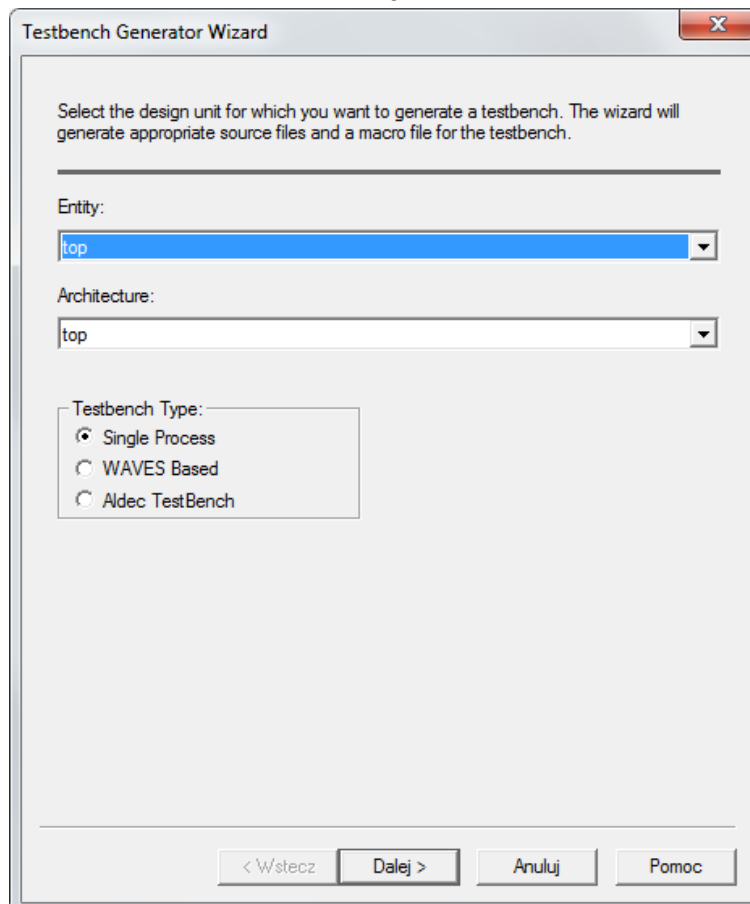 Testbench Generator Wizard
Select the design unit for which you want to generate a testbench. The wizard will
generate appropriate source files and a macro file for the testbench.
Entity:
top
Architecture:
top
Testbench Type:
Single Process
WAVES Based
Aldec TestBench
< Wstecz
Dalej >
Anuluj
Pomoc